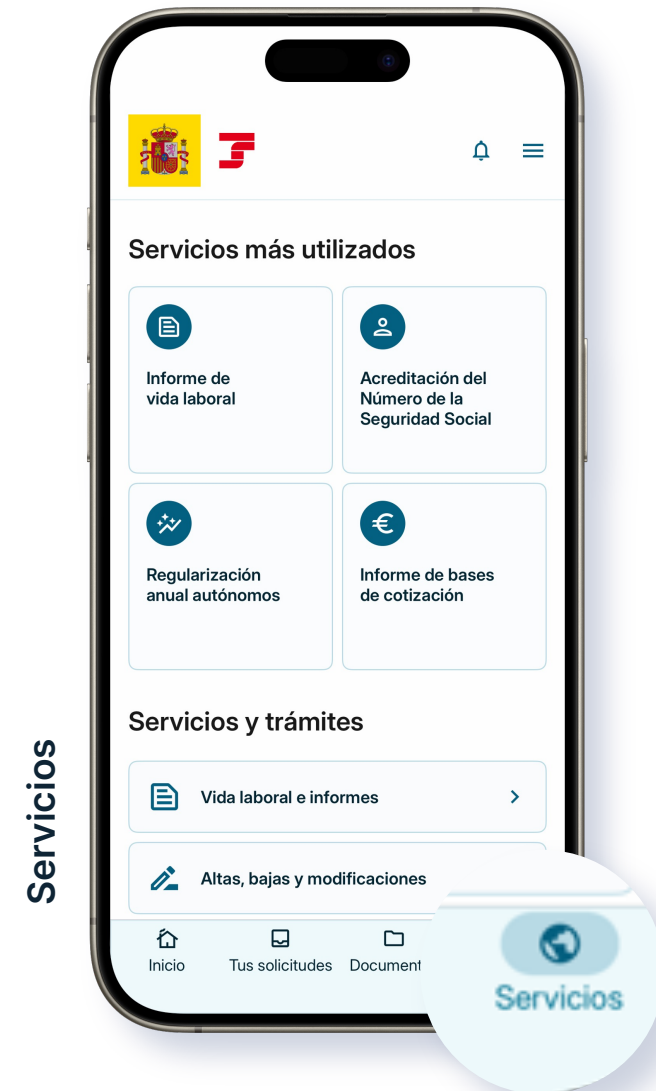 Servicios más utilizados
Informe de
vida laboral
Acreditación del
Número de la
Seguridad Social
Regularización
anual autónomos
Informe de bases
de cotización
Servicios y trámites
Vida laboral e informes
Altas, bajas y modificaciones
Inicio
Tus solicitudes
Document
Servicios
Servicios